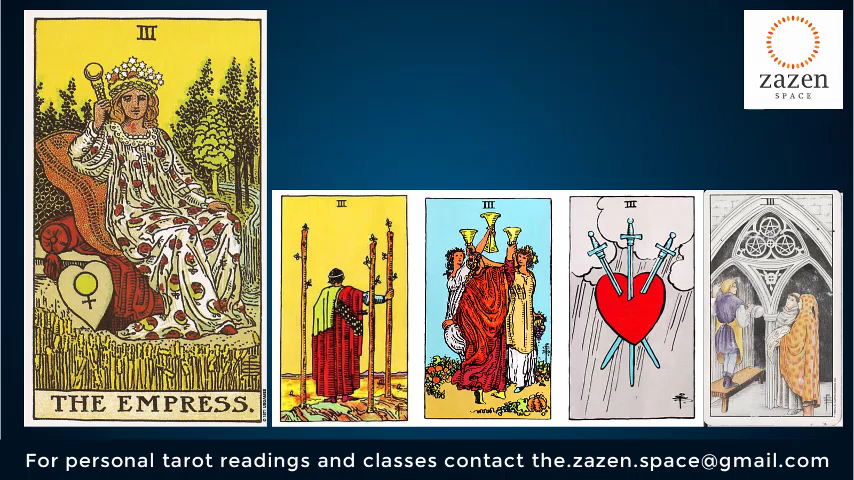 III
THE EMPRESS.
zazen
SPACE
III
III
III
III
For personal tarot readings and classes contact the.zazen.space@gmail.com